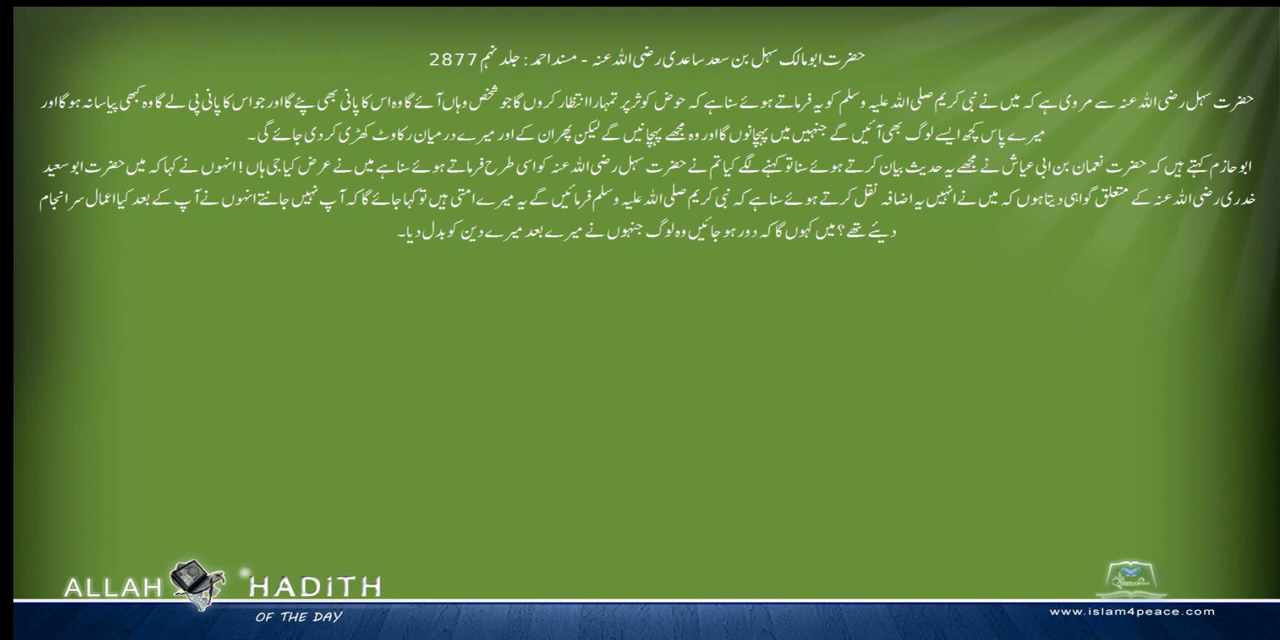 حضرت ابومالک سہل بن سعد ساعدی رضی اللہ عنہ - مسند احمد : جلد نہم 2877
حضرت سہل رضی اللہ عنہ سے مروی ہے کہ میں نے نبی کریم صلی اللہ علیہ وسلم کو یہ فرماتے ہوئے سنا ہے کہ حوض کوثر پر تمہارا انتظار کروں گا جو شخص وہاں آئے گا وہ اس کا پانی بھی پئے گا اور جو اس کا پانی پی لے گا وہ کبھی پیاسا نہ ہوگا اور
میرے پاس کچھ ایسے لوگ بھی آئیں گے جنہیں میں پہچانوں گا اور وہ مجھے پہچانیں گے لیکن پھر ان کے اور میرے درمیان رکاوٹ کھڑی کر دی جائے گی ۔
ابوحازم کہتے ہیں کہ حضرت نعمان بن ابی عیاش نے مجھے یہ حدیث بیان کرتے ہوئے سنا تو کہنے لگے کیا تم نے حضرت سہل رضی اللہ عنہ کو اسی طرح فرماتے ہوئے سنا ہے میں نے عرض کیا جی ہاں ! انہوں نے کہا کہ میں حضرت ابوسعید
خدری رضی اللہ عنہ کے متعلق گواہی دیتا ہوں کہ میں نے انہیں یہ اضافہ نقل کرتے ہوئے سنا ہے کہ نبی کریم صلی اللہ علیہ وسلم فرمائیں گے یہ میرے امتی ہیں تو کہا جائے گا کہ آپ نہیں جانتے انہوں نے آپ کے بعد کیا اعمال سر انجام
دیئے تھے ؟ میں کہوں گا کہ دور ہو جائیں وہ لوگ جنہوں نے میرے بعد میرے دین کو بدل دیا ۔
ALLAH HADITH
OF THE DAY
www.islam4peace.com